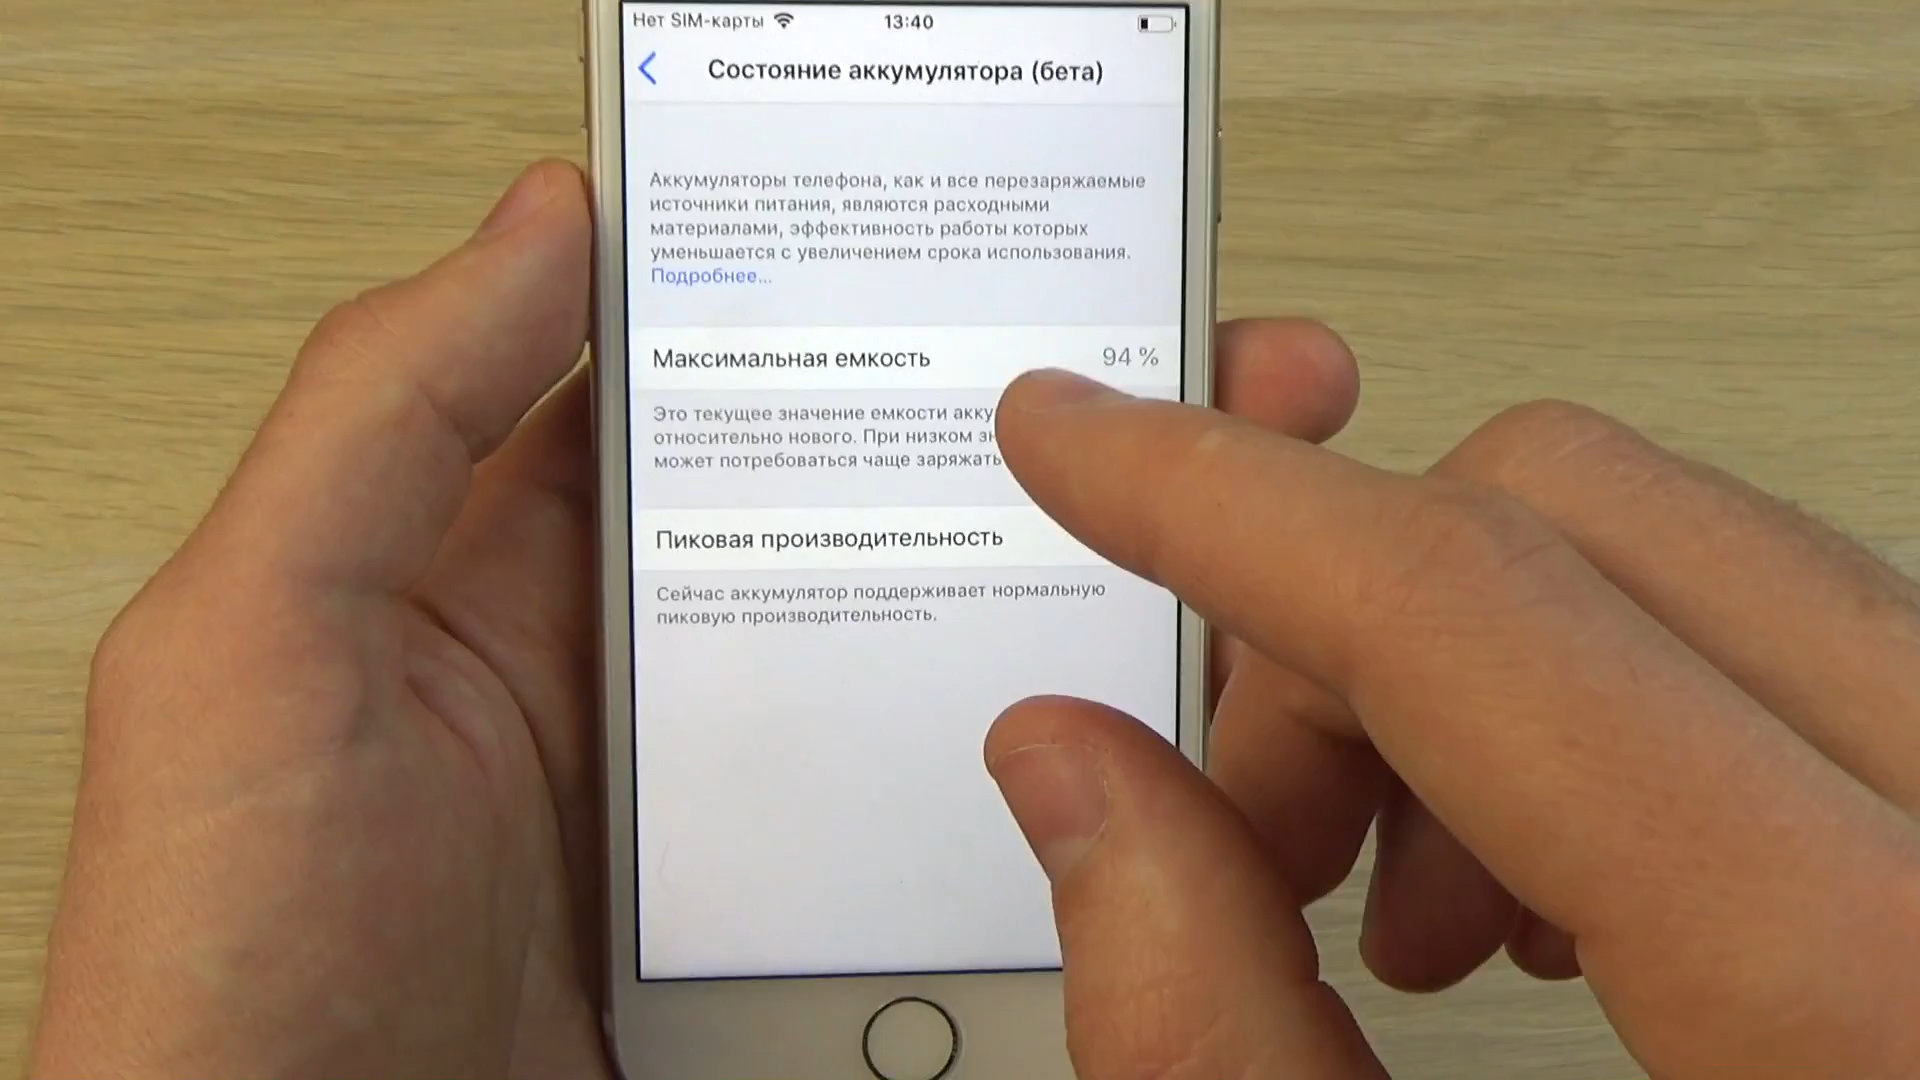 Нет SIM-карты 13:40
Состояние аккумулятора (бета)
Аккумуляторы телефона, как и все перезаряжаемые
источники питания, являются расходными
материалами, эффективность работы которых
уменьшается с увеличением срока использования.
Подробнее...
Максимальная емкость 94 %
Это текущее значение емкости акку
относительно нового. При низком зн
может потребоваться чаще заряжать
Пиковая производительность
Сейчас аккумулятор поддерживает нормальную
пиковую производительность.